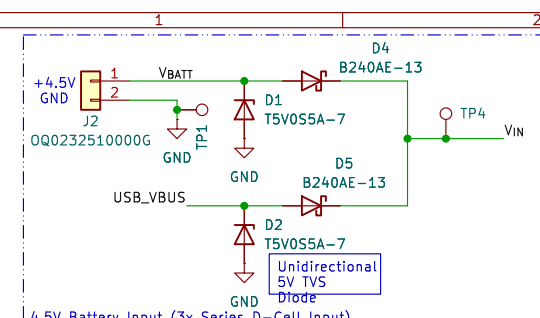 1
2
D4
B240AE-13
+4.5V
GND
1
2
VBATT
J2
OQ0232510000G
TP1
GND
D1
T5V0S5A-7
GND
TP4
VIN
D5
B240AE-13
USB_VBUS
D2
T5V0S5A-7
GND
Unidirectional
5V TVS
Diode
4.5V Battery Input (3x Series D-Cell Input)